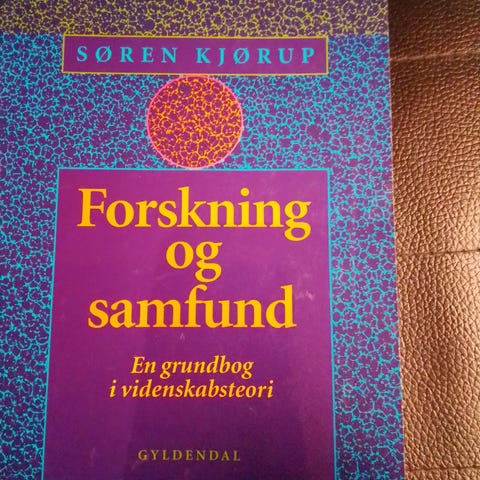 SØREN KJØRUP
Forskning
og
samfund
En grundbog
i videnskabsteori
GYLDENDAL